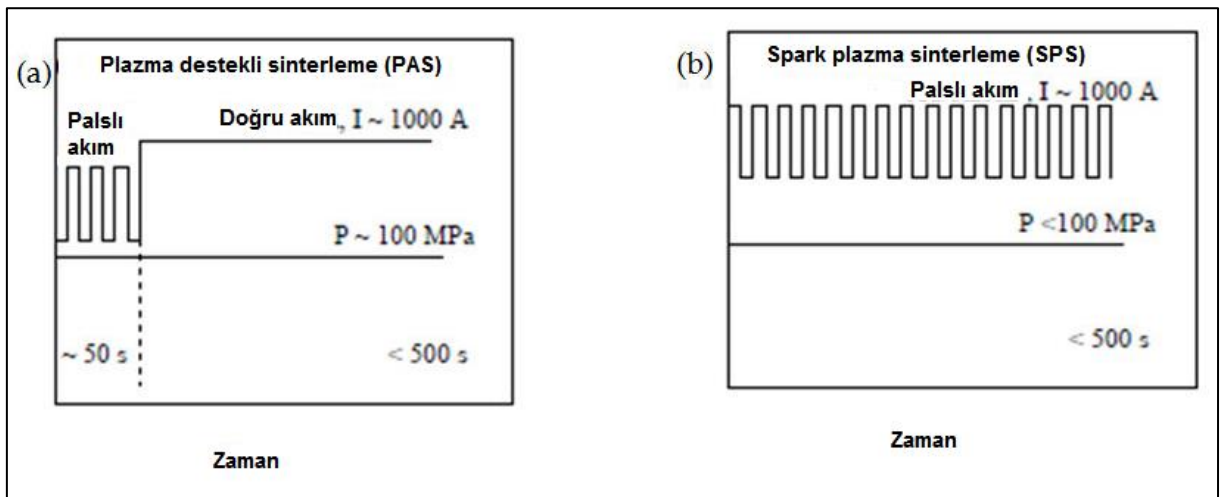 (a)
Plazma destekli sinterleme (PAS)
Palslı
akım
Doğru akım, I ~ 1000 A
P ~ 100 MPa
~ 50 s
< 500 s
Zaman
(b)
Spark plazma sinterleme (SPS)
Palslı akım , I ~ 1000 A
P <100 MPa
< 500 s
Zaman